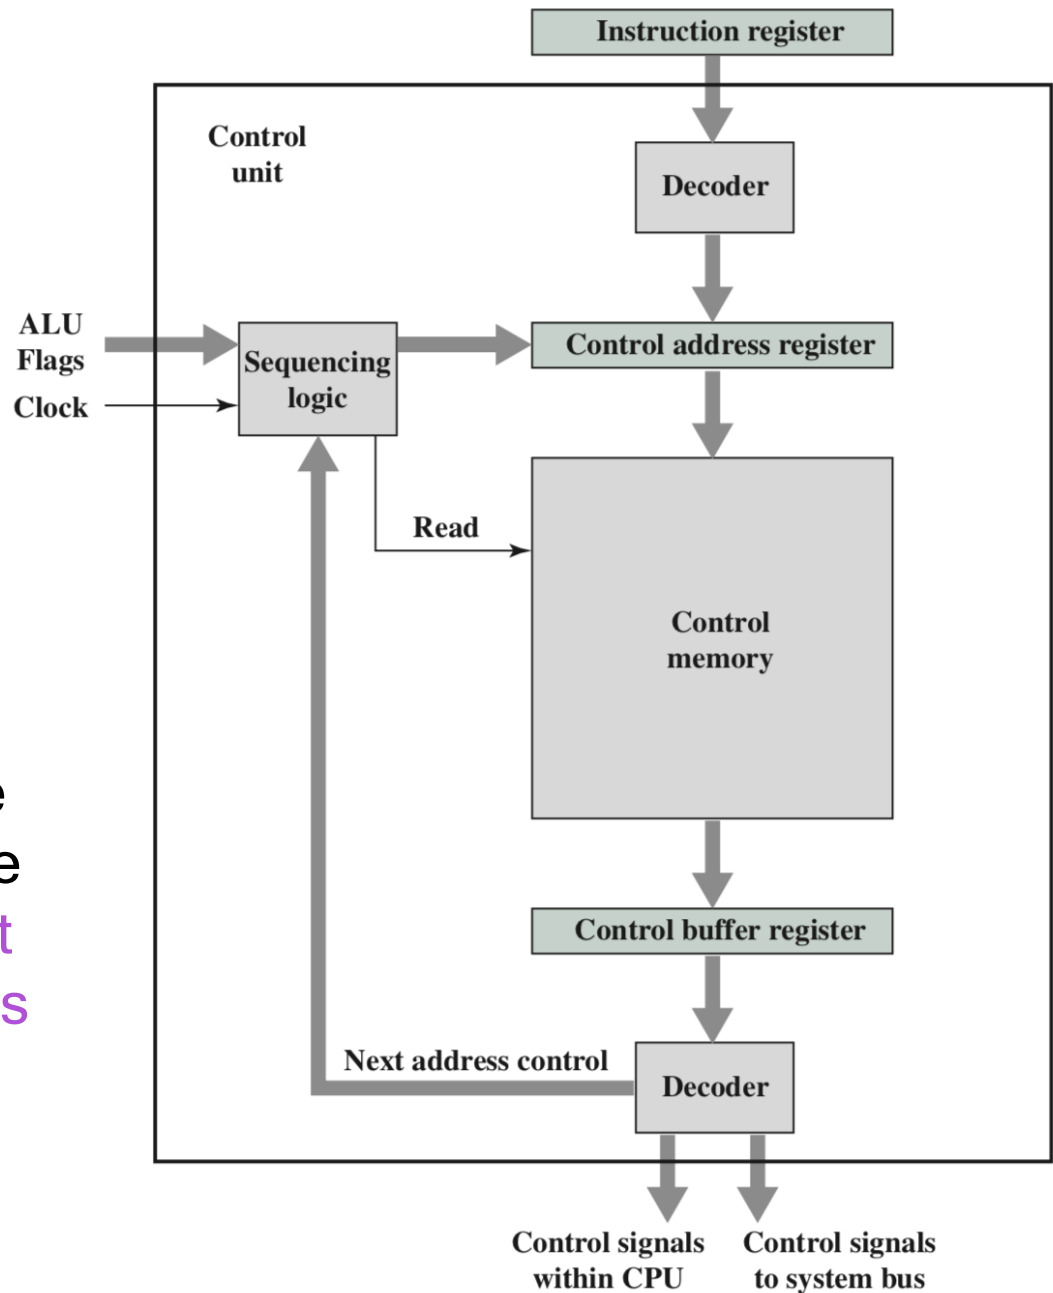 Instruction register
Control
unit
Decoder
ALU
Flags
Clock
Sequencing
logic
Control address register
Read
Control
memory
e
e
t
s
Control buffer register
Next address control
Decoder
Control signals
within CPU
Control signals
to system bus